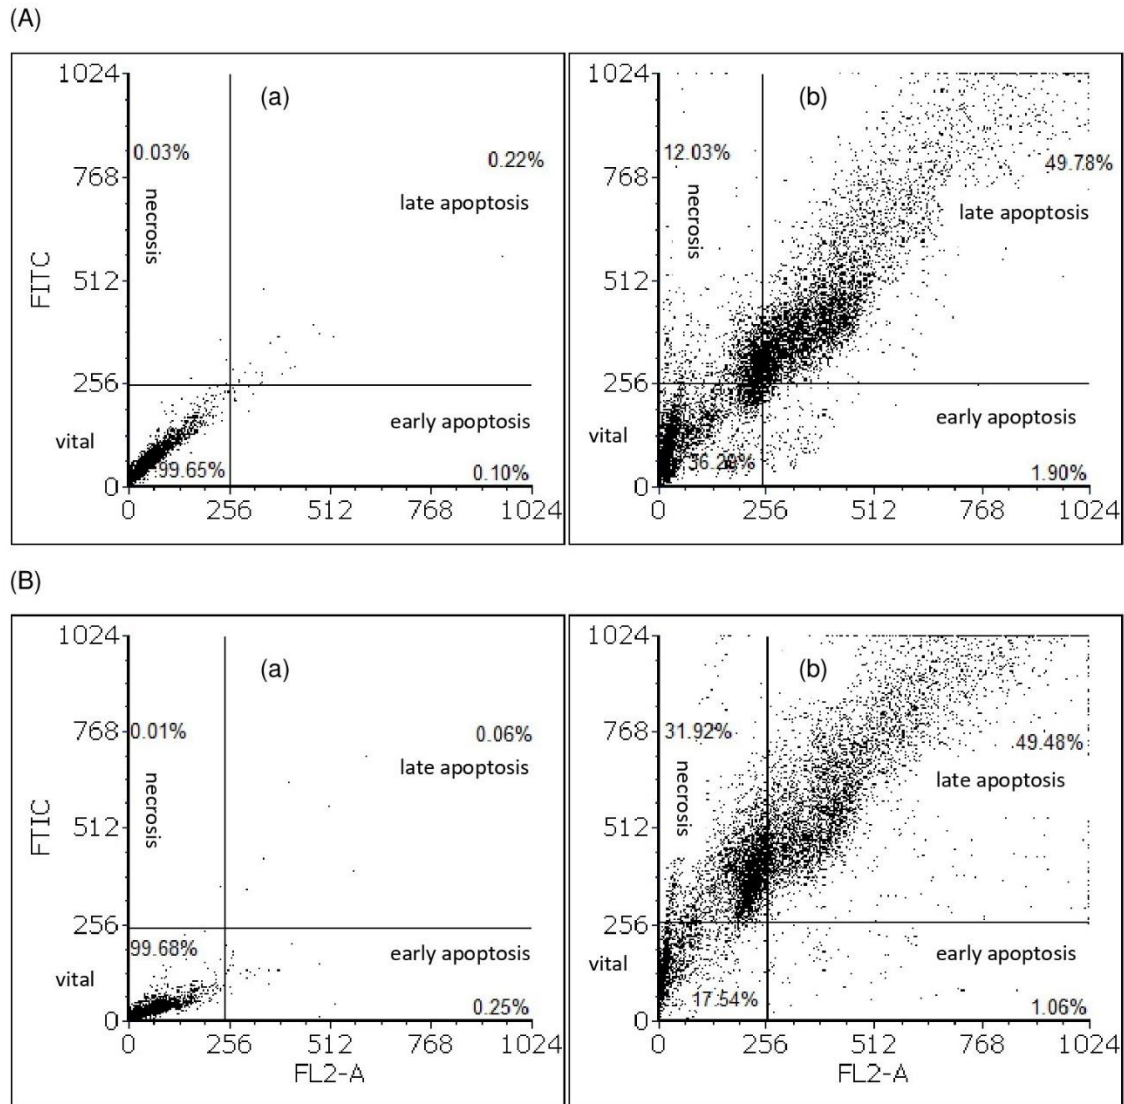 (A)
(a)
1024
768
512
256
0
FITC
0.03%
0.22%
necrosis
late apoptosis
early apoptosis
vital
99.65%
0.10%
0 256 512 768 1024
(b)
1024
768
512
256
0
12.03%
49.78%
necrosis
late apoptosis
early apoptosis
vital
1.90%
0 256 512 768 1024
(B)
(a)
1024
768
512
256
0
FTIC
0.01%
0.06%
necrosis
late apoptosis
99.68%
early apoptosis
vital
0.25%
0 256 512 768 1024
FL2-A
(b)
1024
768
512
256
0
31.92%
49.48%
necrosis
late apoptosis
early apoptosis
vital
17.54%
1.06%
0 256 512 768 1024
FL2-A